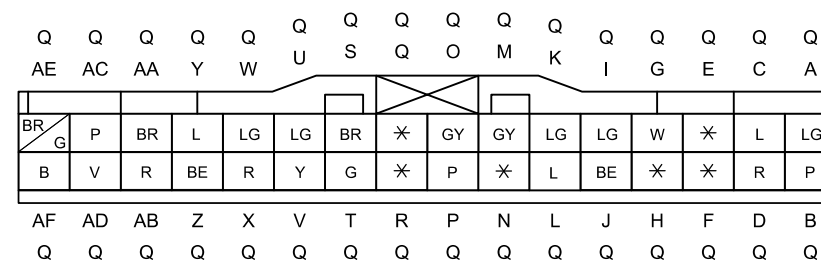 Q Q Q Q Q Q Q Q Q Q Q Q Q Q Q Q
AE AC AA Y W U S Q O M K I G E C A
BR/G P BR L LG LG BR * GY GY LG LG W * L LG
B V R BE R Y G * P * L BE * * R P
AF AD AB Z X V T R P N L J H F D B
Q Q Q Q Q Q Q Q Q Q Q Q Q Q Q Q